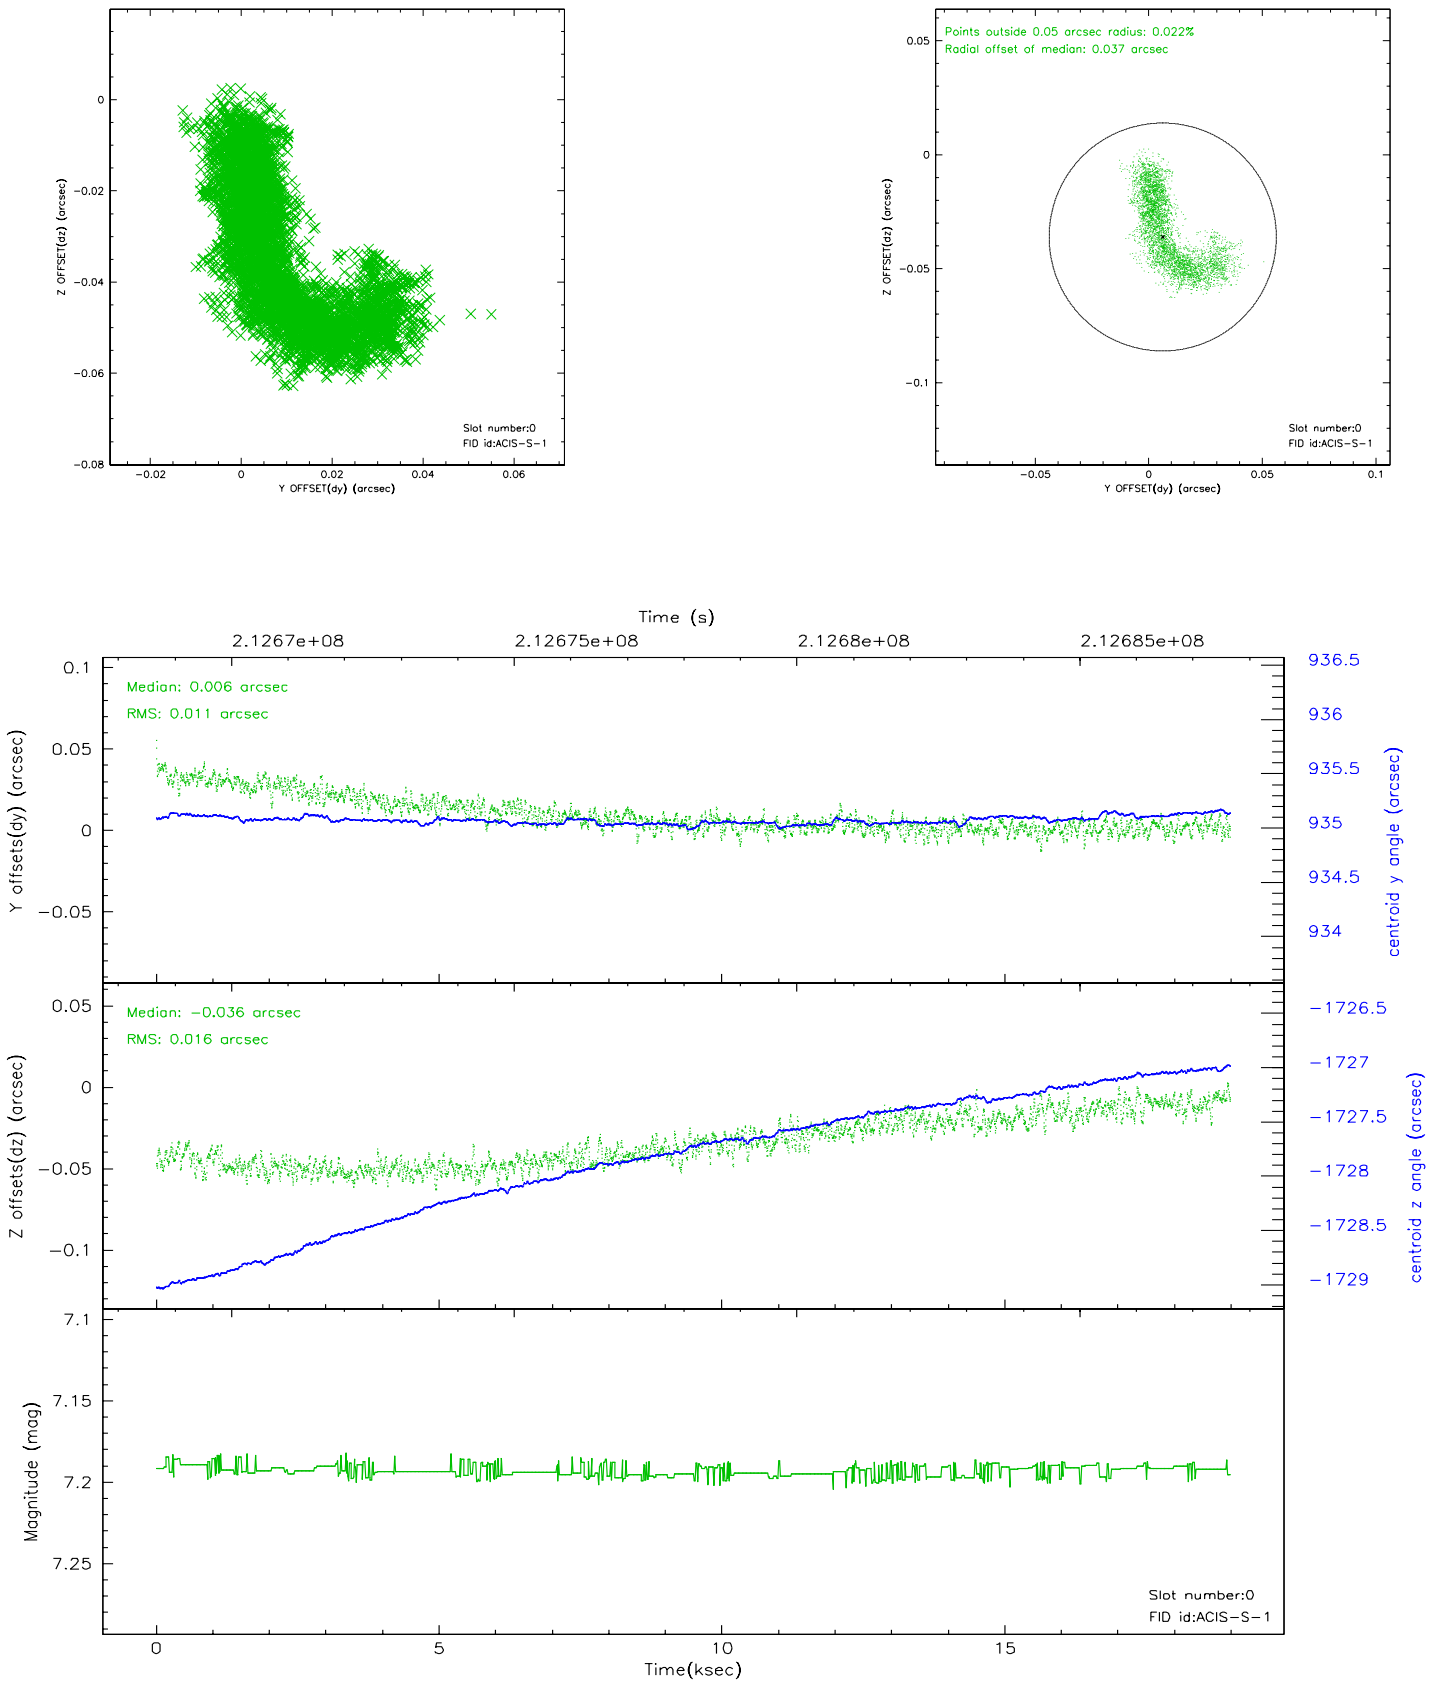 0
−0.02
−0.04
−0.06
−0.08
Z OFFSET(dz) (arcsec)
Slot number:0
FID id:ACIS−S−1
−0.02 0 0.02 0.04 0.06
Y OFFSET(dy) (arcsec)
Points outside 0.05 arcsec radius: 0.022%
Radial offset of median: 0.037 arcsec
0.05
0
−0.05
−0.1
Z OFFSET(dz) (arcsec)
Slot number:0
FID id:ACIS−S−1
−0.05 0 0.05 0.1
Y OFFSET(dy) (arcsec)
Time (s)
2.1267e+08 2.12675e+08 2.1268e+08 2.12685e+08
Median: 0.006 arcsec
RMS: 0.011 arcsec
0.1
0.05
0
−0.05
Y offsets(dy) (arcsec)
936.5
936
935.5
935
934.5
934
centroid y angle (arcsec)
Median: −0.036 arcsec
RMS: 0.016 arcsec
0.05
0
−0.05
−0.1
Z offsets(dz) (arcsec)
−1726.5
−1727
−1727.5
−1728
−1728.5
−1729
centroid z angle (arcsec)
7.1
7.15
7.2
7.25
Magnitude (mag)
Slot number:0
FID id:ACIS−S−1
0 5 10 15
Time(ksec)